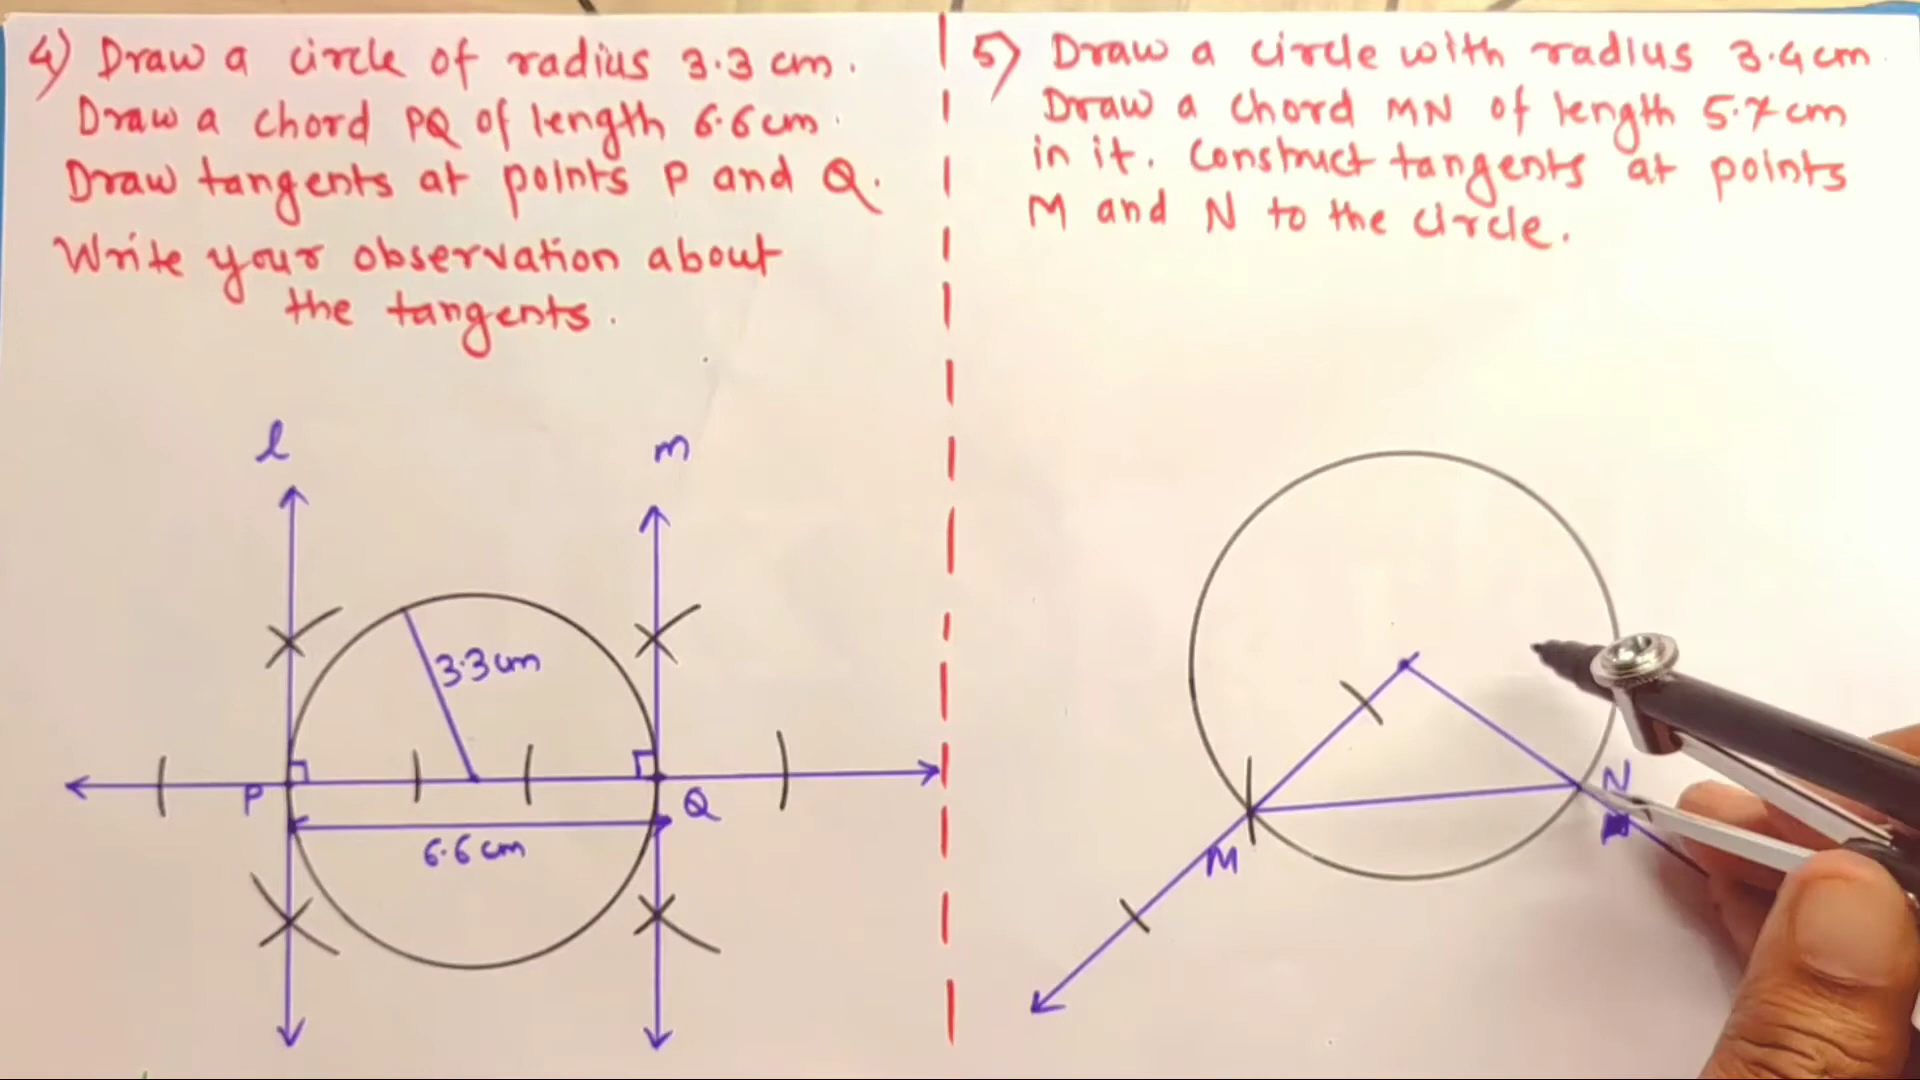 4) Draw a circle of radius 3.3 cm.
Draw a chord PQ of length 6.6 cm.
Draw tangents at points P and Q.
Write your observation about
the tangents.
l
m
3.3 cm
P
Q
6.6 cm
5) Draw a circle with radius 3.4 cm.
Draw a chord MN of length 5.7 cm
in it. Construct tangents at points
M and N to the circle.
N
M